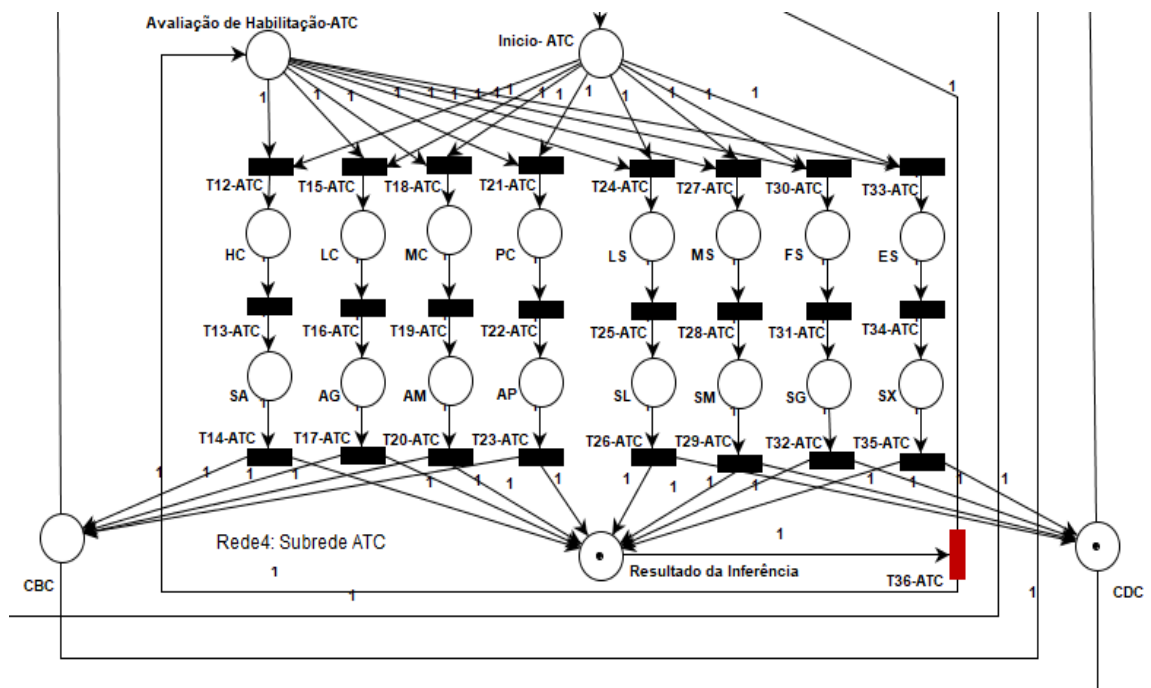 Avaliação de Habilitação-ATC
Inicio- ATC
1
1 1 1 1 1 1 1 1 1 1 1 1 1 1 1
T12-ATC T15-ATC T18-ATC T21-ATC T24-ATC T27-ATC T30-ATC T33-ATC
HC LC MC PC LS MS FS ES
T13-ATC T16-ATC T19-ATC T22-ATC T25-ATC T28-ATC T31-ATC T34-ATC
SA AG AM AP SL SM SG SX
T14-ATC T17-ATC T20-ATC T23-ATC T26-ATC T29-ATC T32-ATC T35-ATC
1 1 1 1 1 1 1 1 1 1 1 1 1 1 1 1
1
Rede4: Subrede ATC
Resultado da Inferência
1
T36-ATC
CBC
CDC
1
1